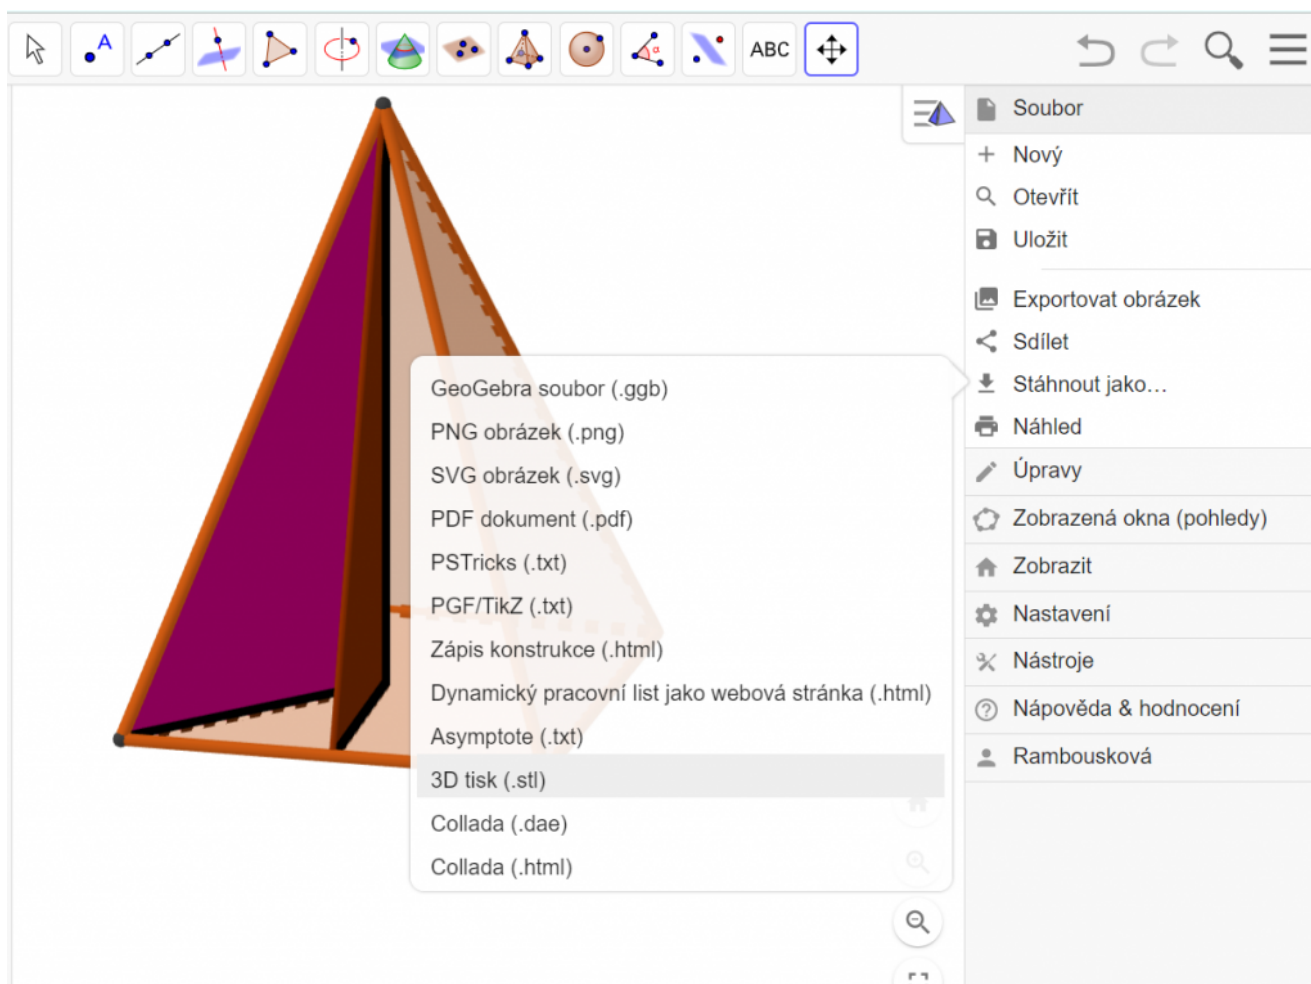 A
α
ABC
Soubor
Nový
Otevřít
Uložit
Exportovat obrázek
Sdílet
Stáhnout jako…
Náhled
Úpravy
Zobrazená okna (pohledy)
Zobrazit
Nastavení
Nástroje
Nápověda & hodnocení
Rambousková
GeoGebra soubor (.ggb)
PNG obrázek (.png)
SVG obrázek (.svg)
PDF dokument (.pdf)
PSTricks (.txt)
PGF/TikZ (.txt)
Zápis konstrukce (.html)
Dynamický pracovní list jako webová stránka (.html)
Asymptote (.txt)
3D tisk (.stl)
Collada (.dae)
Collada (.html)